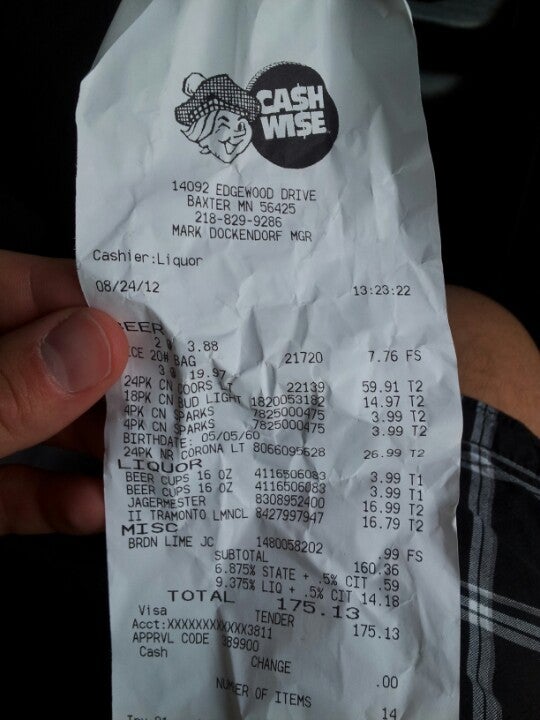 CA$H
WI$E
14092 EDGEWOOD DRIVE
BAXTER MN 56425
218-829-9286
MARK DOCKENDORF MGR
Cashier:Liquor
08/24/12 13:23:22
BEER
2 @ 3.88
ICE 20# BAG 21720 7.76 FS
3 @ 19.97
24PK CN COORS LT 22139 59.91 T2
18PK CN BUD LIGHT 1820053182 14.97 T2
4PK CN SPARKS 7825000475 3.99 T2
4PK CN SPARKS 7825000475 3.99 T2
BIRTHDATE: 05/05/60
24PK NR CORONA LT 8066095628 26.99 T2
LIQUOR
BEER CUPS 16 OZ 4116506083 3.99 T1
BEER CUPS 16 OZ 4116506083 3.99 T1
JAGERMESTER 8308952400 16.99 T2
II TRAMONTO LMNCL 8427997947 16.79 T2
MISC
BRDN LIME JC 1480058202 .99 FS
SUBTOTAL 160.36
6.875% STATE + .5% CIT .59
9.375% LIQ + .5% CIT 14.18
TOTAL 175.13
TENDER
Visa 175.13
Acct:XXXXXXXXXXXX3811
APPRVL CODE 389900
Cash .00
CHANGE
NUMBER OF ITEMS 14